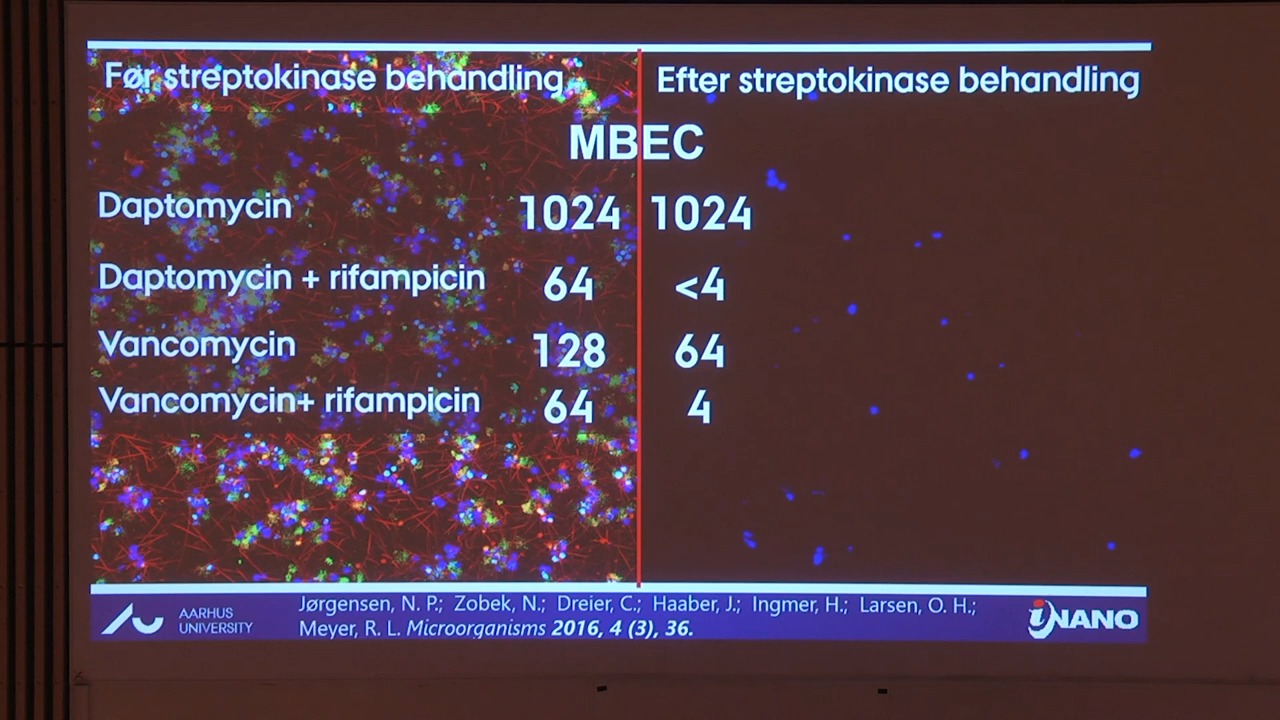 Før streptokinase behandling
Efter streptokinase behandling
MBEC
Daptomycin 1024 1024
Daptomycin + rifampicin 64 <4
Vancomycin 128 64
Vancomycin+ rifampicin 64 4
AARHUS
UNIVERSITY
Jørgensen, N. P.; Zobek, N.; Dreier, C.; Haaber, J.; Ingmer, H.; Larsen, O. H.;
Meyer, R. L. Microorganisms 2016, 4 (3), 36.
iNANO